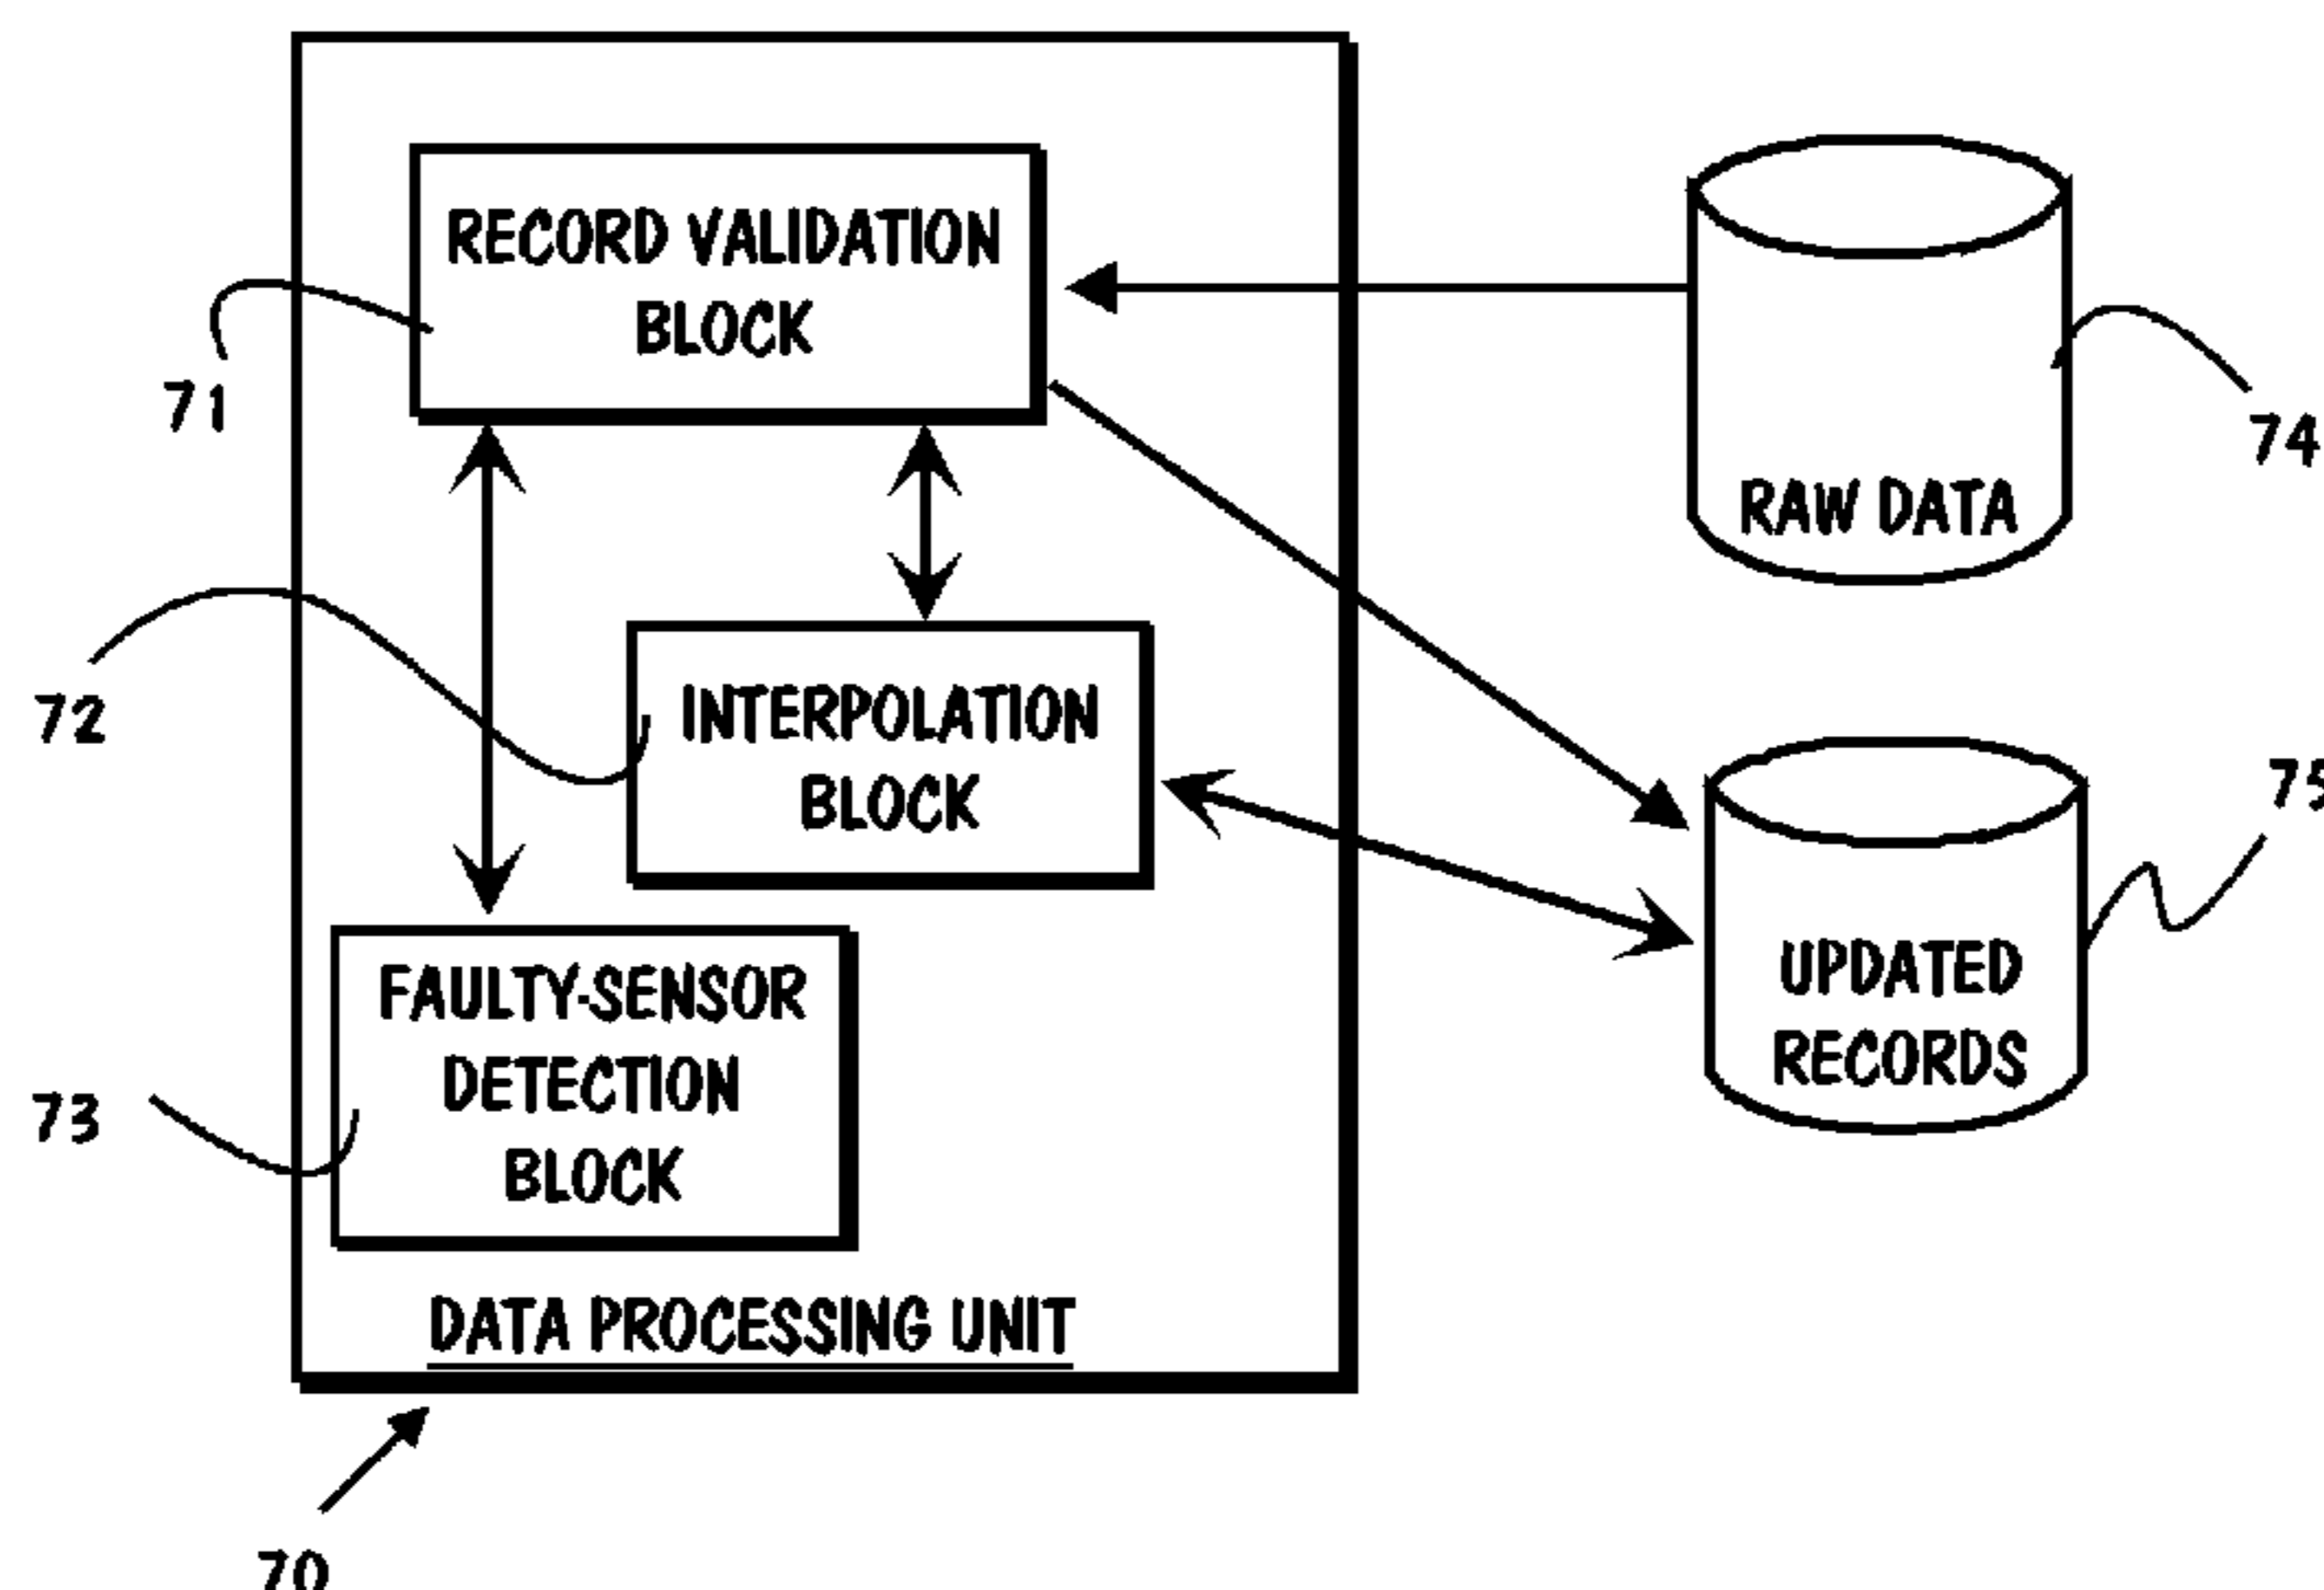 RECORD VALIDATION
BLOCK
71
RAW DATA
74
72
INTERPOLATION
BLOCK
75
UPDATED
RECORDS
FAULTY-SENSOR
DETECTION
BLOCK
73
DATA PROCESSING UNIT
70